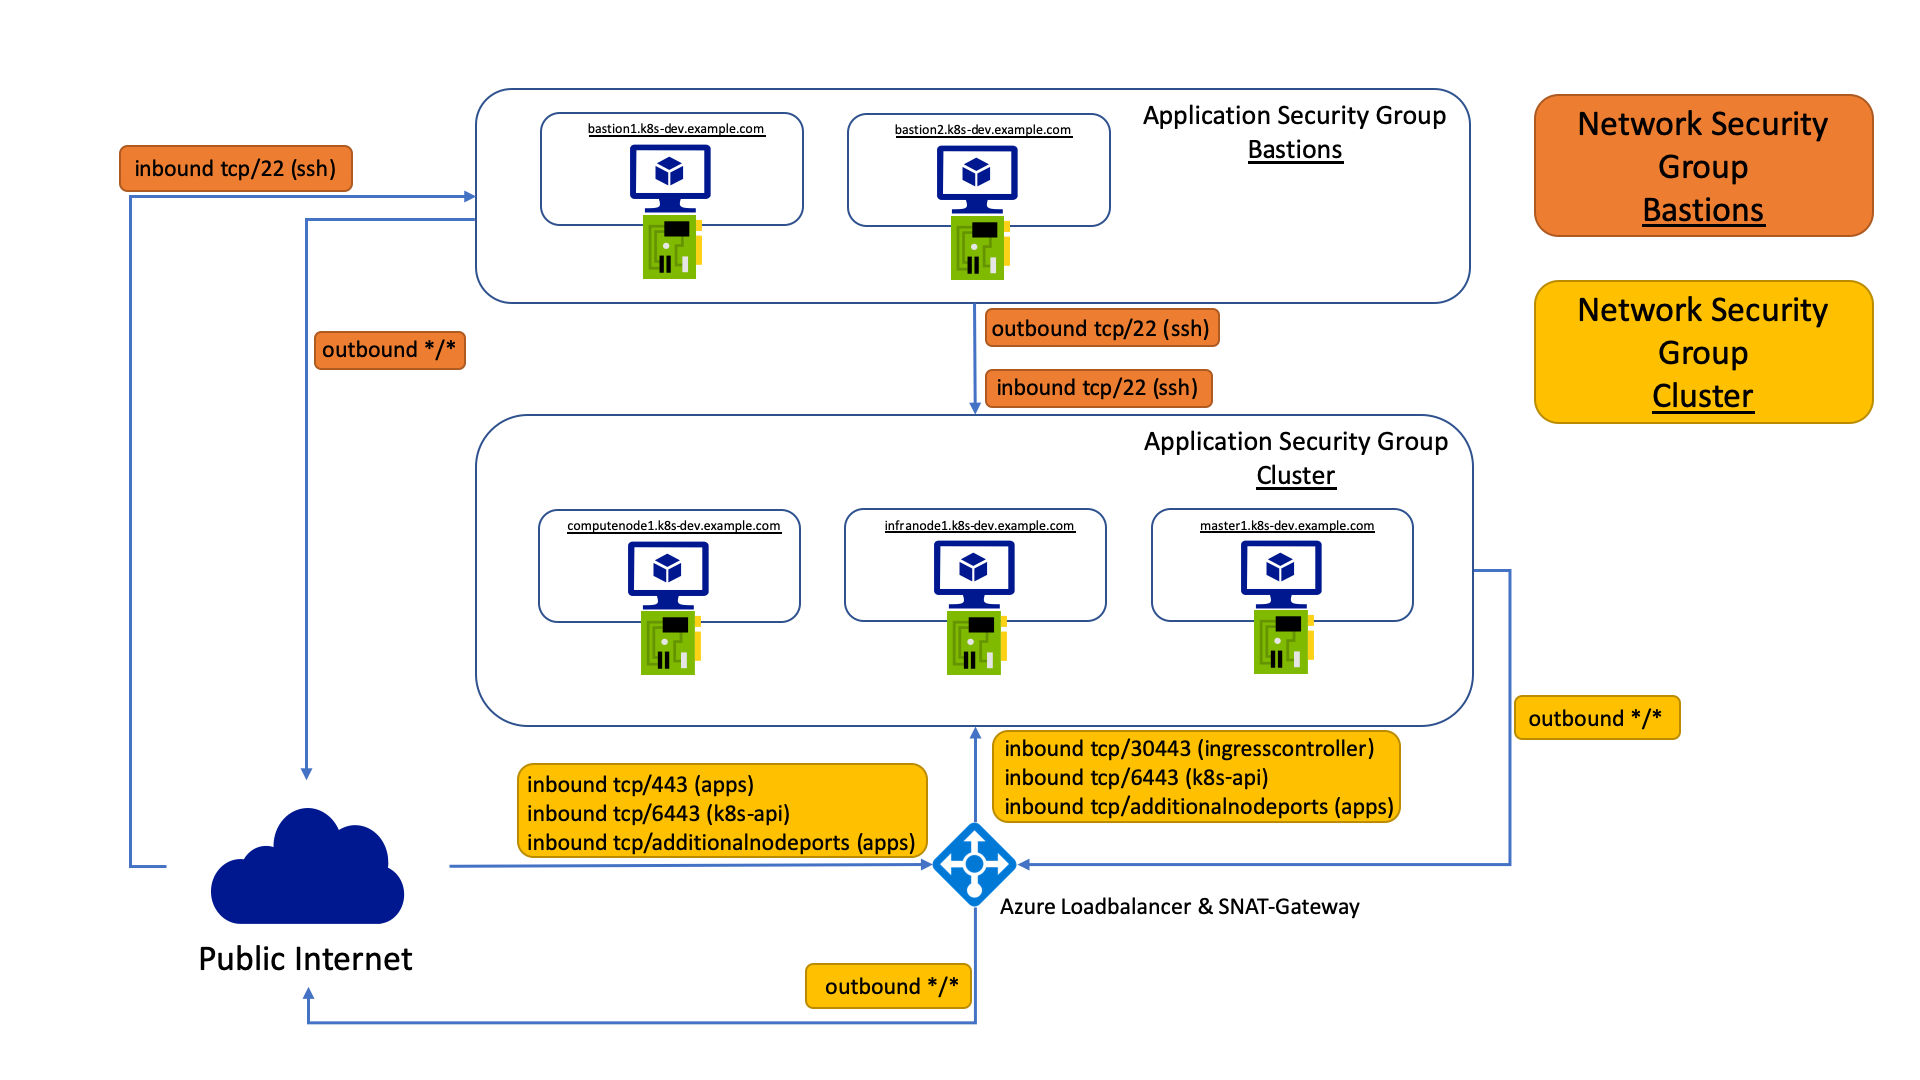 bastion1.k8s-dev.example.com
bastion2.k8s-dev.example.com
Application Security Group
Bastions
Network Security
Group
Bastions
inbound tcp/22 (ssh)
outbound */*
outbound tcp/22 (ssh)
inbound tcp/22 (ssh)
Network Security
Group
Cluster
Application Security Group
Cluster
computenode1.k8s-dev.example.com
infranode1.k8s-dev.example.com
master1.k8s-dev.example.com
outbound */*
inbound tcp/30443 (ingresscontroller)
inbound tcp/6443 (k8s-api)
inbound tcp/additionalnodeports (apps)
inbound tcp/443 (apps)
inbound tcp/6443 (k8s-api)
inbound tcp/additionalnodeports (apps)
Azure Loadbalancer & SNAT-Gateway
Public Internet
outbound */*